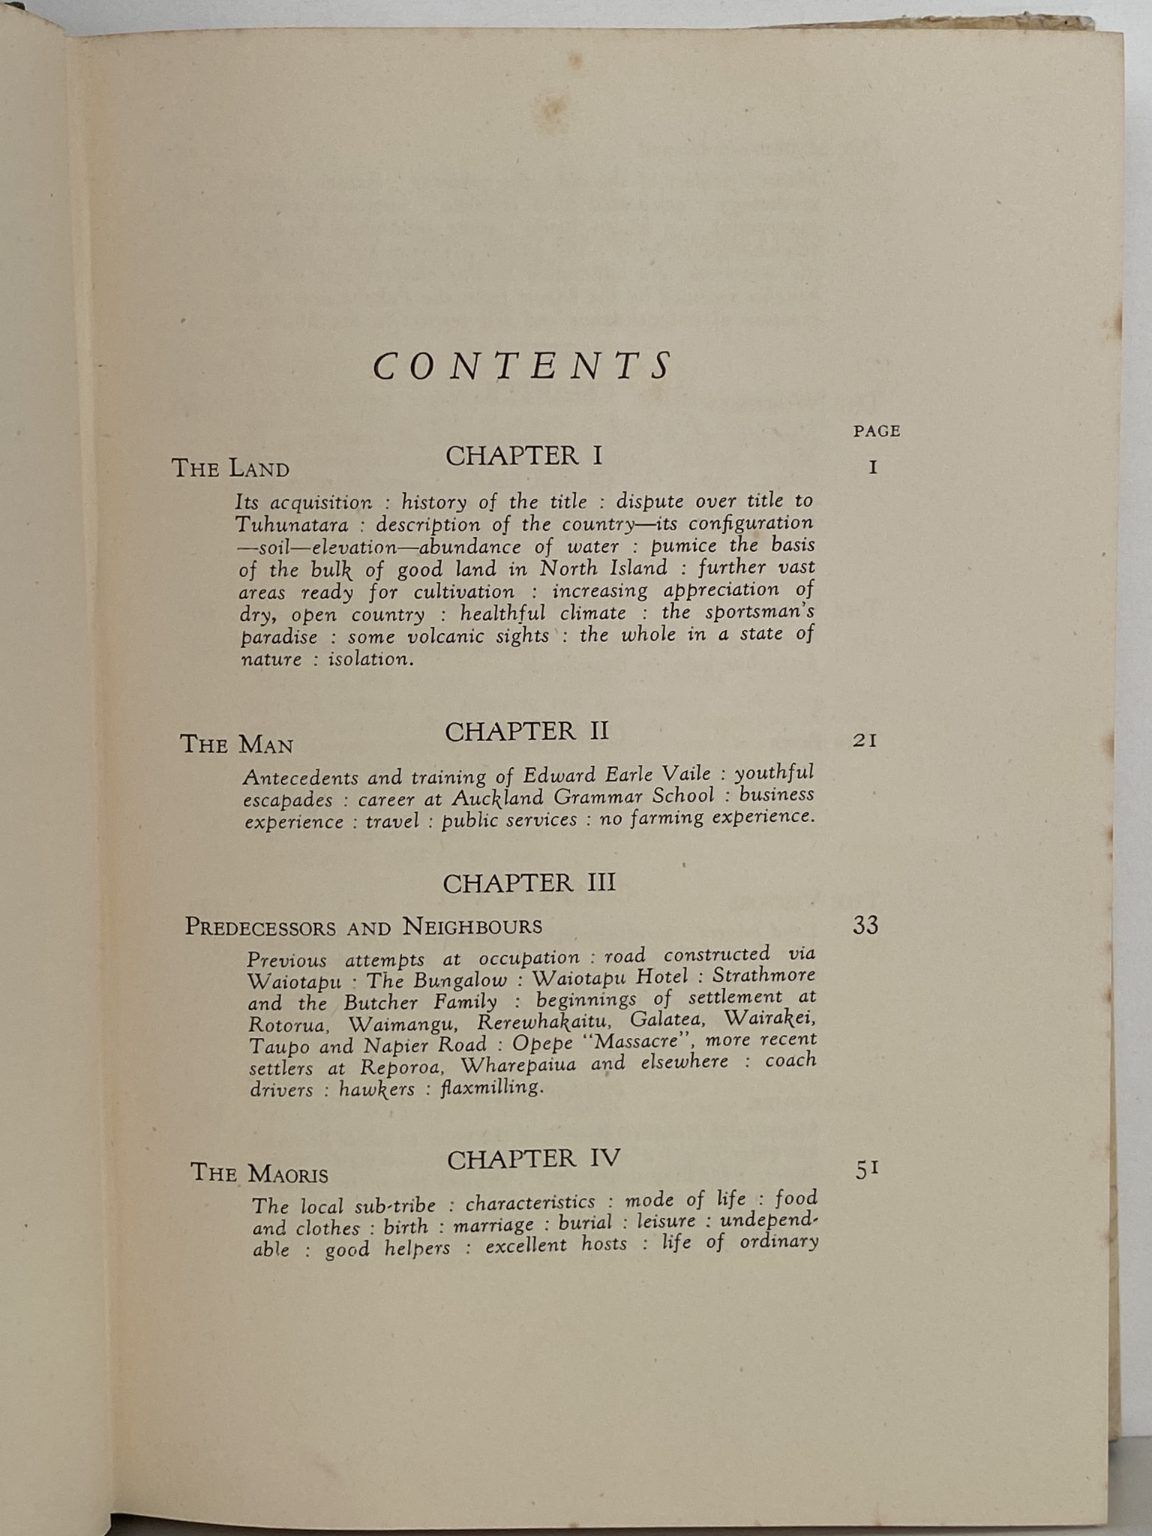 CONTENTS
PAGE
CHAPTER I
THE LAND 1
Its acquisition : history of the title : dispute over title to
Tuhunatara : description of the country—its configuration
—soil—elevation—abundance of water : pumice the basis
of the bulk of good land in North Island : further vast
areas ready for cultivation : increasing appreciation of
dry, open country : healthful climate : the sportsman's
paradise : some volcanic sights : the whole in a state of
nature : isolation.
CHAPTER II
THE MAN 21
Antecedents and training of Edward Earle Vaile : youthful
escapades : career at Auckland Grammar School : business
experience : travel : public services : no farming experience.
CHAPTER III
PREDECESSORS AND NEIGHBOURS 33
Previous attempts at occupation : road constructed via
Waiotapu : The Bungalow : Waiotapu Hotel : Strathmore
and the Butcher Family : beginnings of settlement at
Rotorua, Waimangu, Rerewhakaitu, Galatea, Wairakei,
Taupo and Napier Road : Opepe "Massacre", more recent
settlers at Reporoa, Wharepaiua and elsewhere : coach
drivers : hawkers : flaxmilling.
CHAPTER IV
THE MAORIS 51
The local sub-tribe : characteristics : mode of life : food
and clothes : birth : marriage : burial : leisure : undepend-
able : good helpers : excellent hosts : life of ordinary